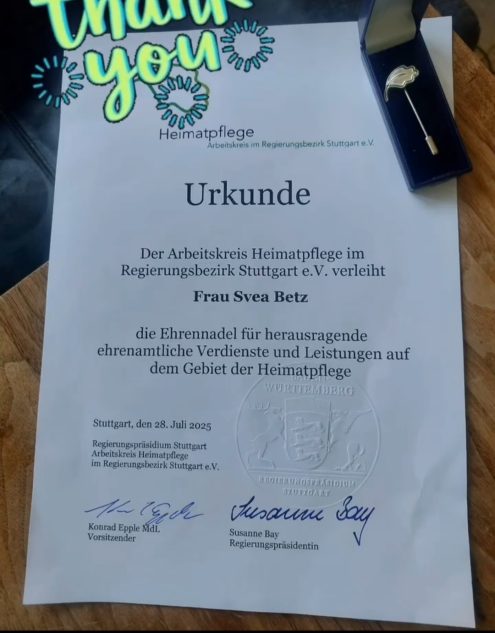 thank
you
Heimatpflege
Arbeitskreis im Regierungsbezirk Stuttgart e.V.
Urkunde
Der Arbeitskreis Heimatpflege im
Regierungsbezirk Stuttgart e.V. verleiht
Frau Svea Betz
die Ehrennadel für herausragende
ehrenamtliche Verdienste und Leistungen auf
dem Gebiet der Heimatpflege
WÜRTTEMBERG
REGIERUNGSPRÄSIDIUM
STUTTGART
Stuttgart, den 28. Juli 2025
Regierungspräsidium Stuttgart
Arbeitskreis Heimatpflege
im Regierungsbezirk Stuttgart e.V.
Susanne Bay
Konrad Epple MdL
Vorsitzender
Susanne Bay
Regierungspräsidentin